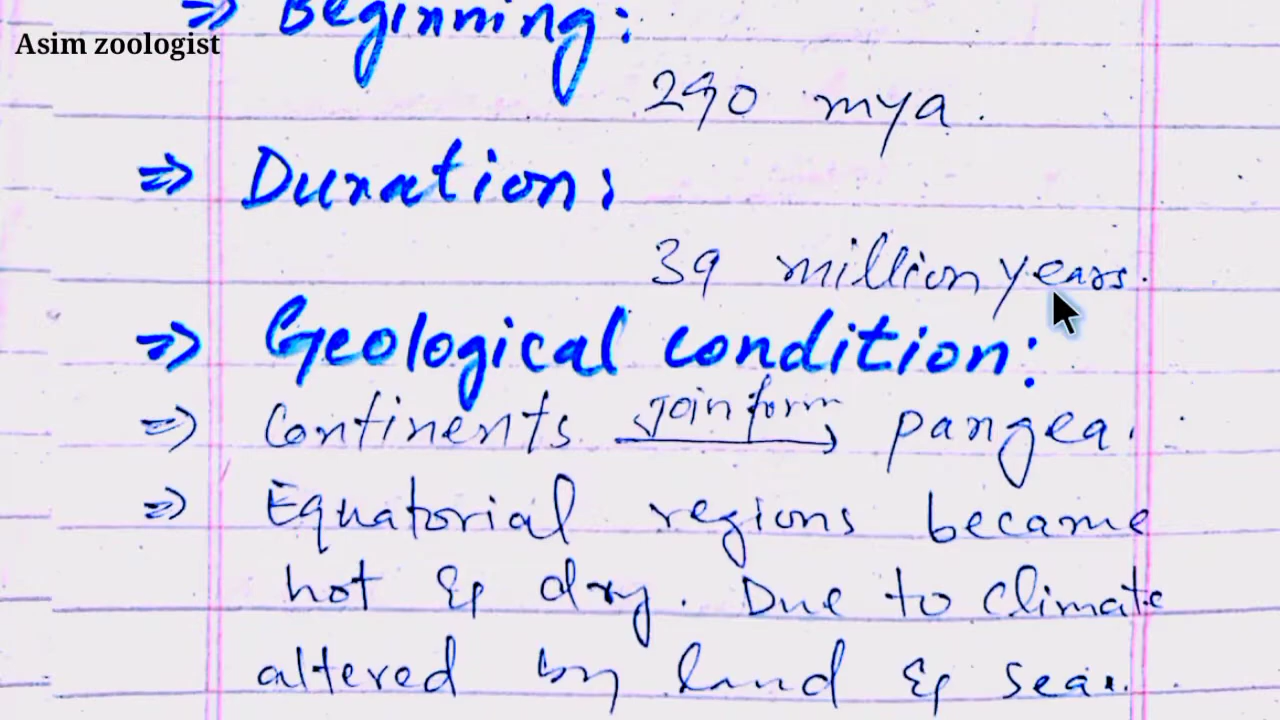 ⇒ Beginning:
Asim zoologist
290 mya.
⇒ Duration:
39 million years.
⇒ Geological condition:
⇒ Continents Join form → pangea.
⇒ Equatorial regions became
hot & dry. Due to climate
altered by land & sea.